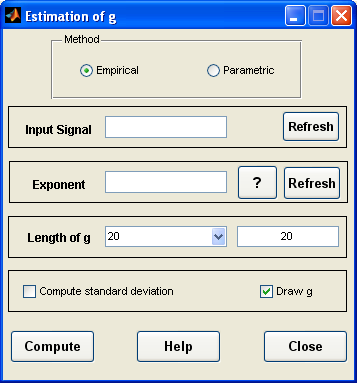 Estimation of g
Method
Empirical Parametric
Input Signal Refresh
Exponent ? Refresh
Length of g 20 20
Compute standard deviation Draw g
Compute Help Close